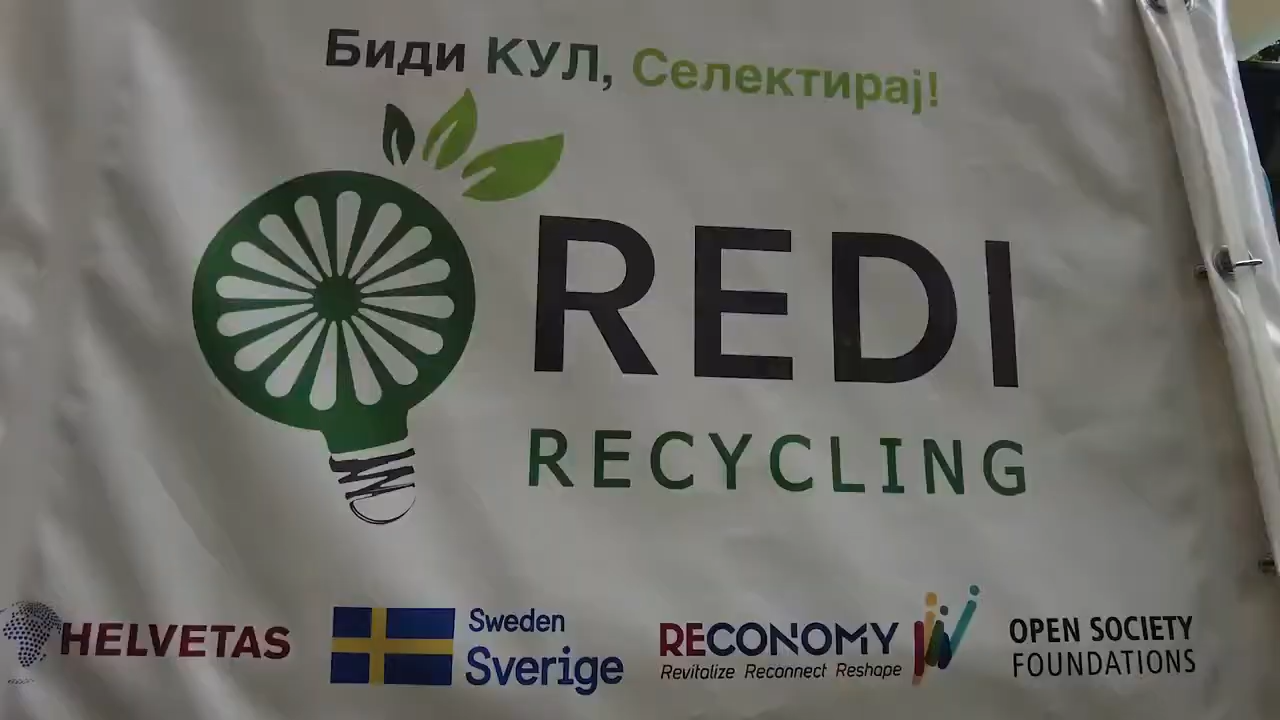 Биди КУЛ, Селектирај!
REDI
RECYCLING
HELVETAS
Sweden
Sverige
RECONOMY
Revitalize Reconnect Reshape
OPEN SOCIETY
FOUNDATIONS